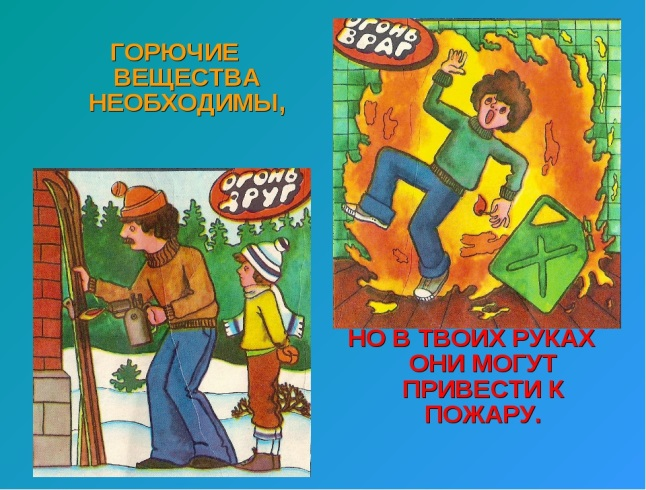 ГОРЮЧИЕ
ВЕЩЕСТВА
НЕОБХОДИМЫ,
ОГОНЬ
ВРАГ
ОГОНЬ
ДРУГ
НО В ТВОИХ РУКАХ
ОНИ МОГУТ
ПРИВЕСТИ К
ПОЖАРУ.